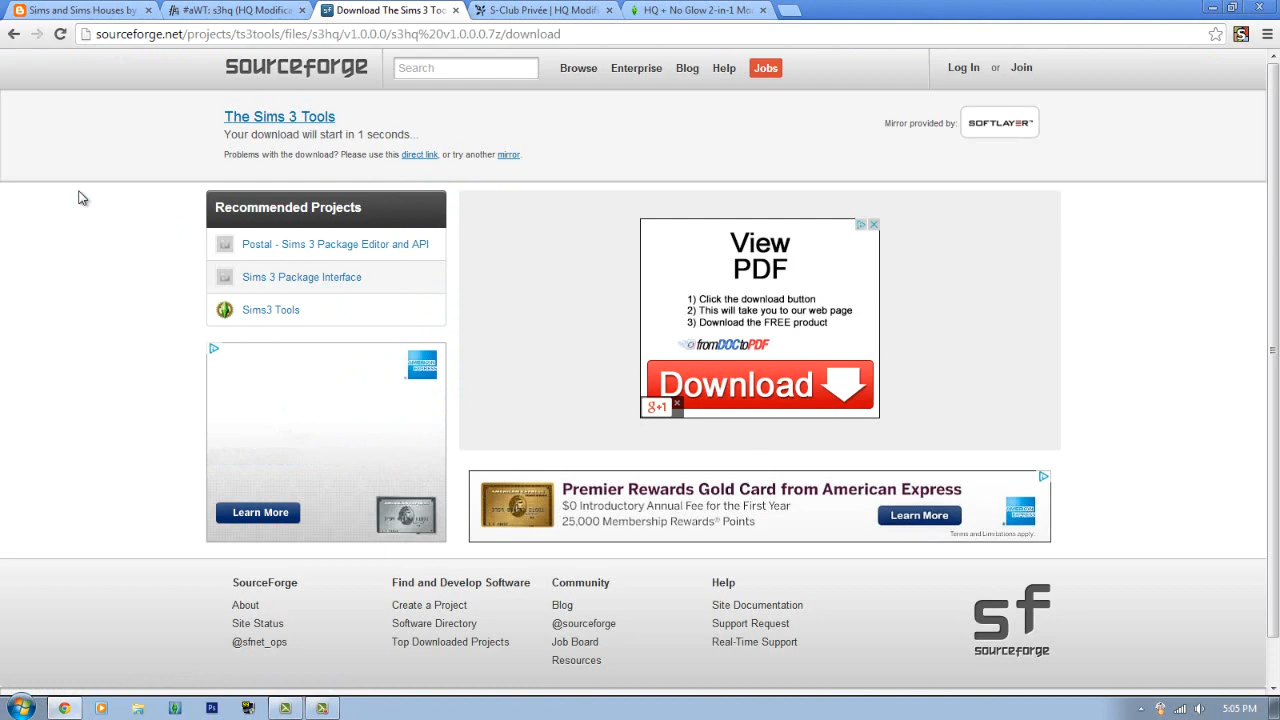 Sims and Sims Houses by
#aWT: s3hq (HQ Modifica
Download The Sims 3 Too
S-Club Privée | HQ Modific
HQ + No Glow 2-in-1 Mo
sourceforge.net/projects/ts3tools/files/s3hq/v1.0.0.0/s3hq%20v1.0.0.0.7z/download
sourceforge
Search
Browse
Enterprise
Blog
Help
Jobs
Log In or Join
The Sims 3 Tools
Your download will start in 1 seconds...
Problems with the download? Please use this direct link, or try another mirror.
Mirror provided by: SOFTLAYER™
Recommended Projects
Postal - Sims 3 Package Editor and API
Sims 3 Package Interface
Sims3 Tools
Learn More
View
PDF
1) Click the download button
2) This will take you to our web page
3) Download the FREE product
fromDOCtoPDF
Download
g+1
Premier Rewards Gold Card from American Express
$0 Introductory Annual Fee for the First Year
25,000 Membership Rewards® Points
Learn More
Terms and Limitations apply.
SourceForge
About
Site Status
@sfnet_ops
Find and Develop Software
Create a Project
Software Directory
Top Downloaded Projects
Community
Blog
@sourceforge
Job Board
Resources
Help
Site Documentation
Support Request
Real-Time Support
sf
sourceforge
5:05 PM